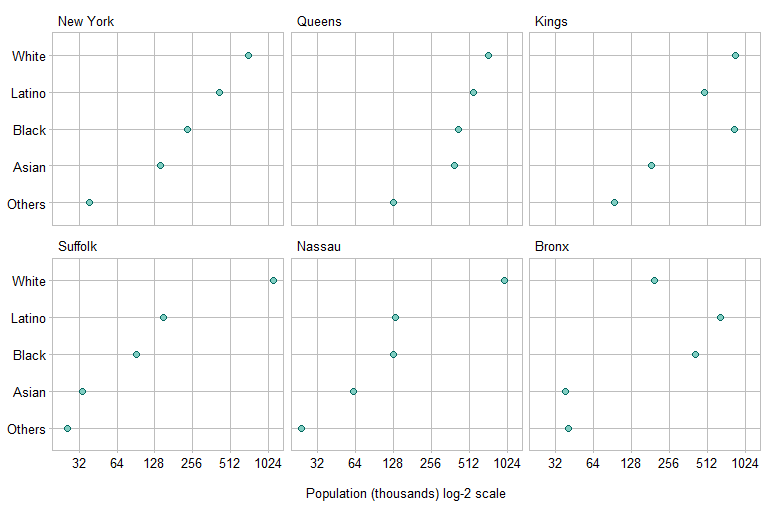 New York Queens Kings
White
Latino
Black
Asian
Others
Suffolk Nassau Bronx
White
Latino
Black
Asian
Others
32 64 128 256 512 1024 32 64 128 256 512 1024 32 64 128 256 512 1024
Population (thousands) log-2 scale